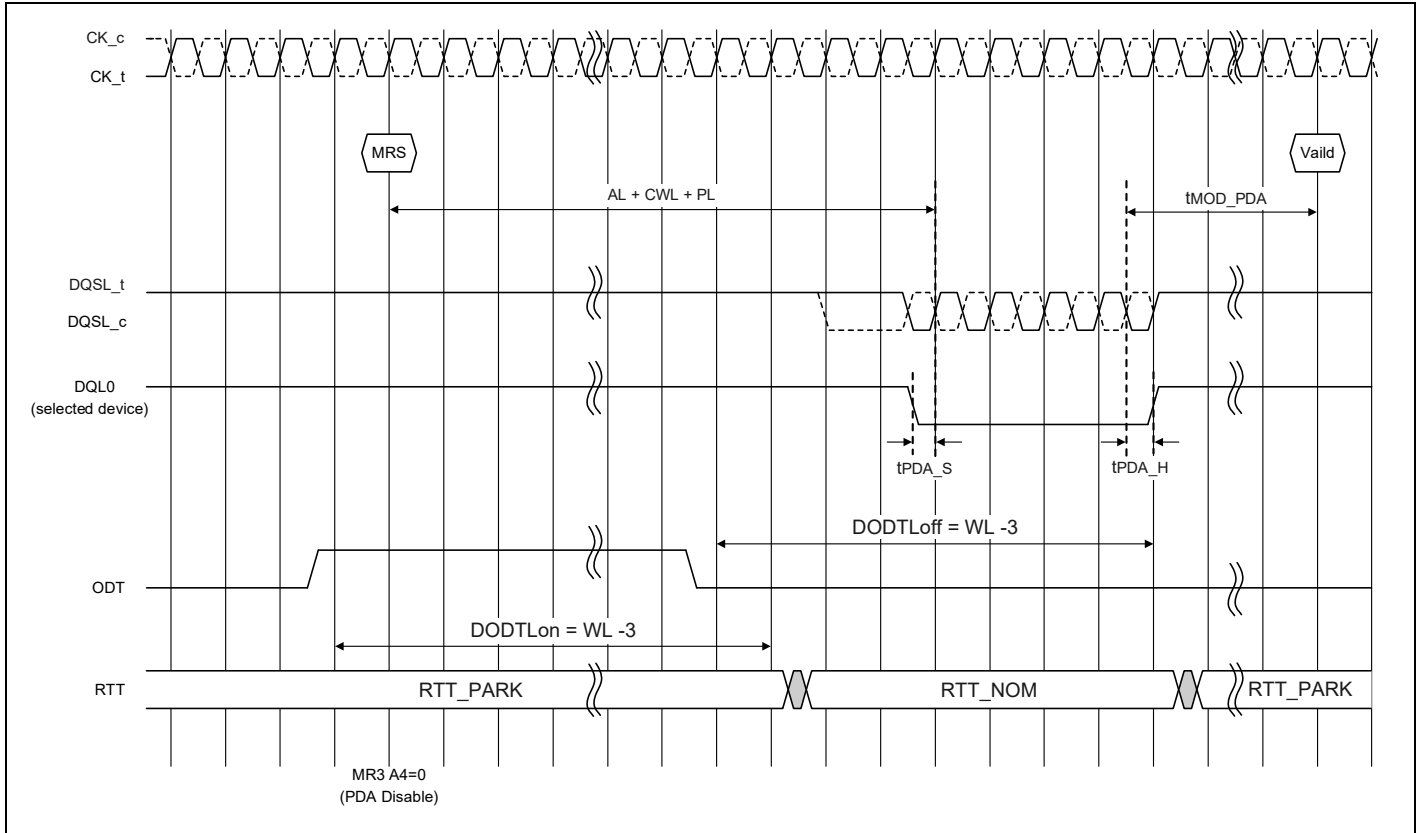 CK_c
CK_t
MRS
Vaild
AL + CWL + PL
tMOD_PDA
DQSL_t
DQSL_c
DQL0
(selected device)
tPDA_S
tPDA_H
DODTLoff = WL -3
ODT
DODTLon = WL -3
RTT
RTT_PARK
RTT_NOM
RTT_PARK
MR3 A4=0
(PDA Disable)